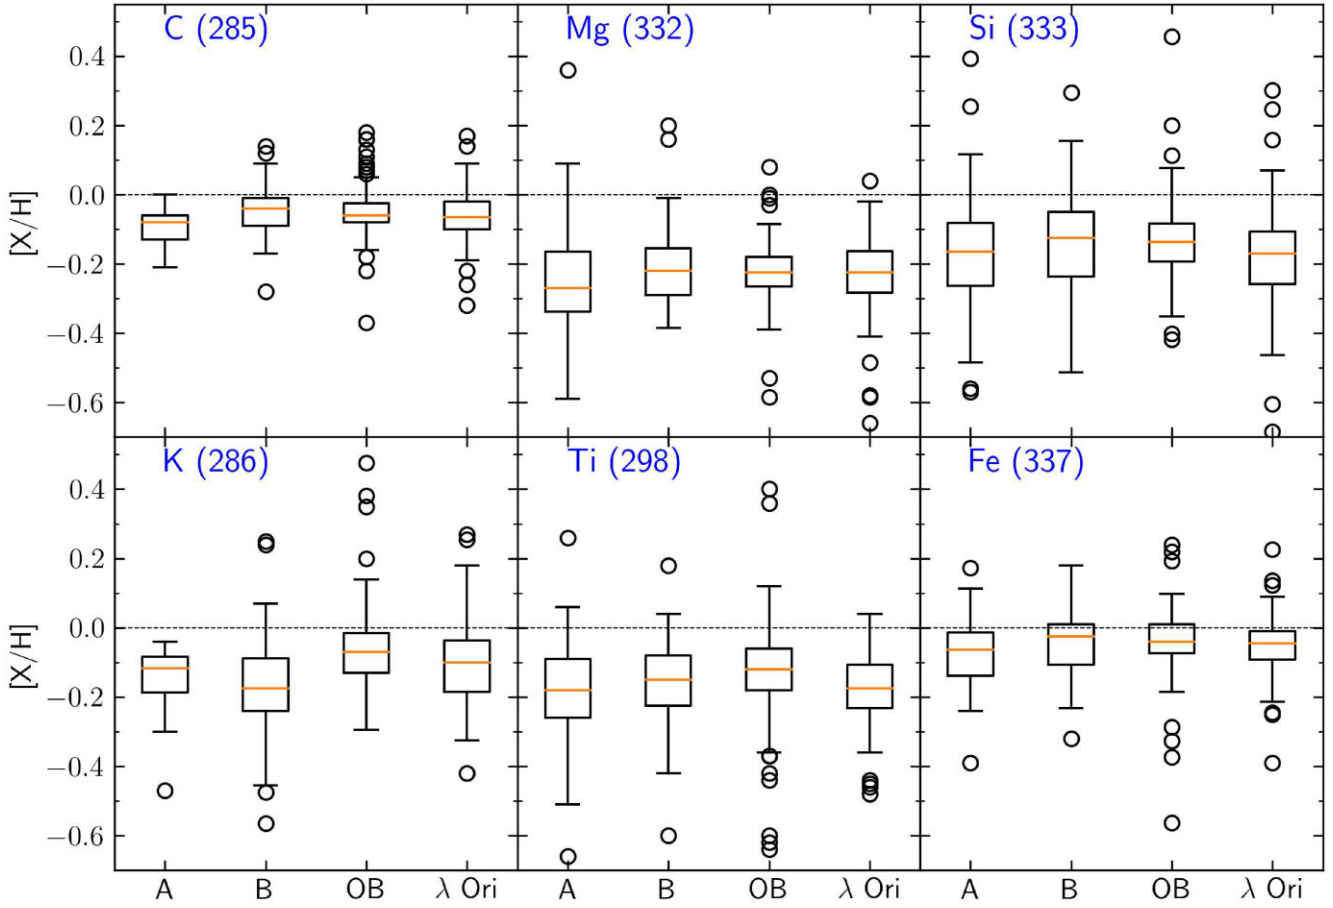 C (285) Mg (332) Si (333)
[X/H]
0.4
0.2
0.0
−0.2
−0.4
−0.6
K (286) Ti (298) Fe (337)
[X/H]
0.4
0.2
0.0
−0.2
−0.4
−0.6
A B OB λ Ori A B OB λ Ori A B OB λ Ori